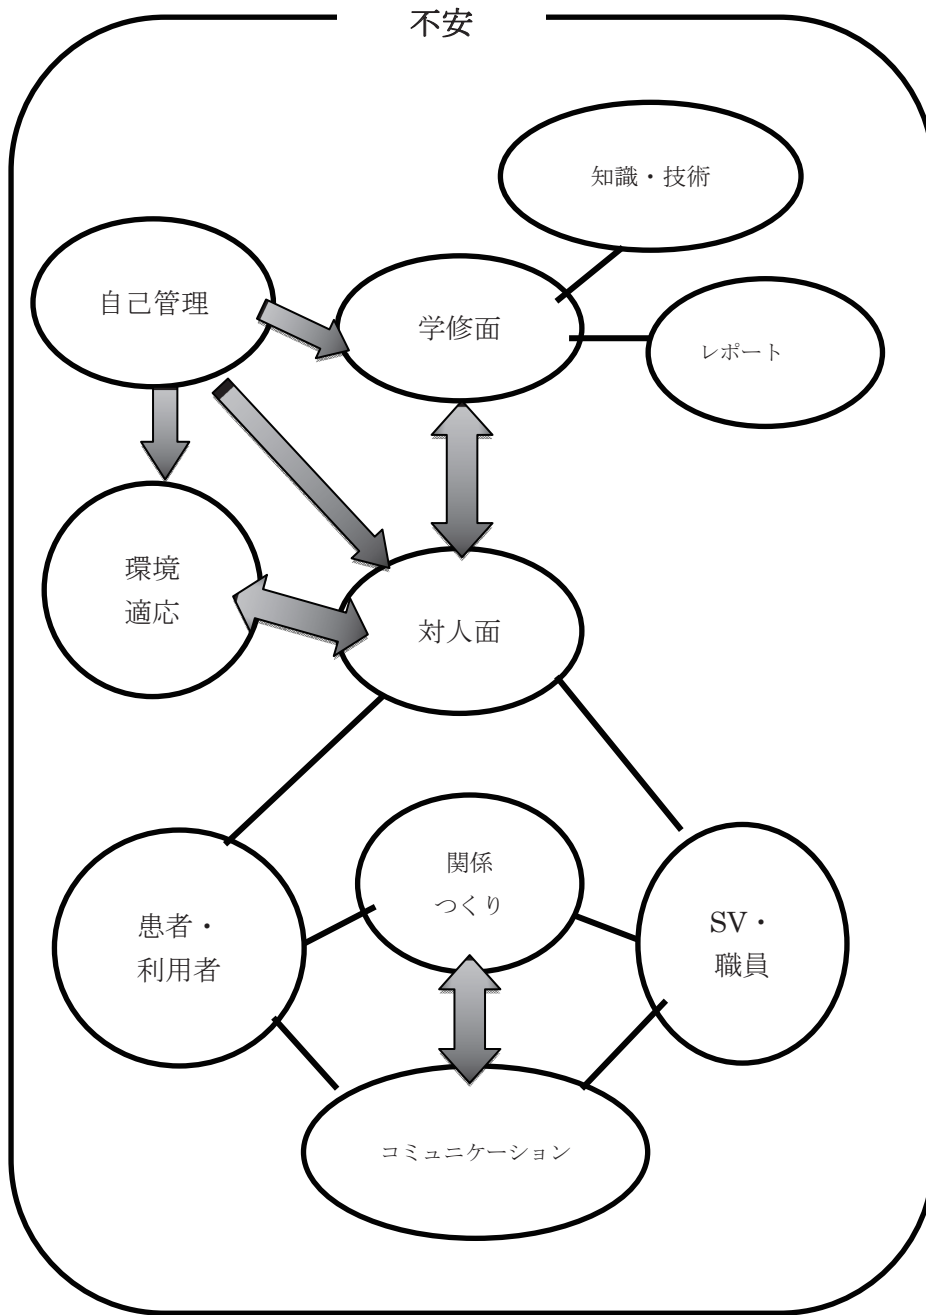 不安
知識・技術
自己管理
学修面
レポート
環境
適応
対人面
関係
つくり
患者・
利用者
SV・
職員
コミュニケーション